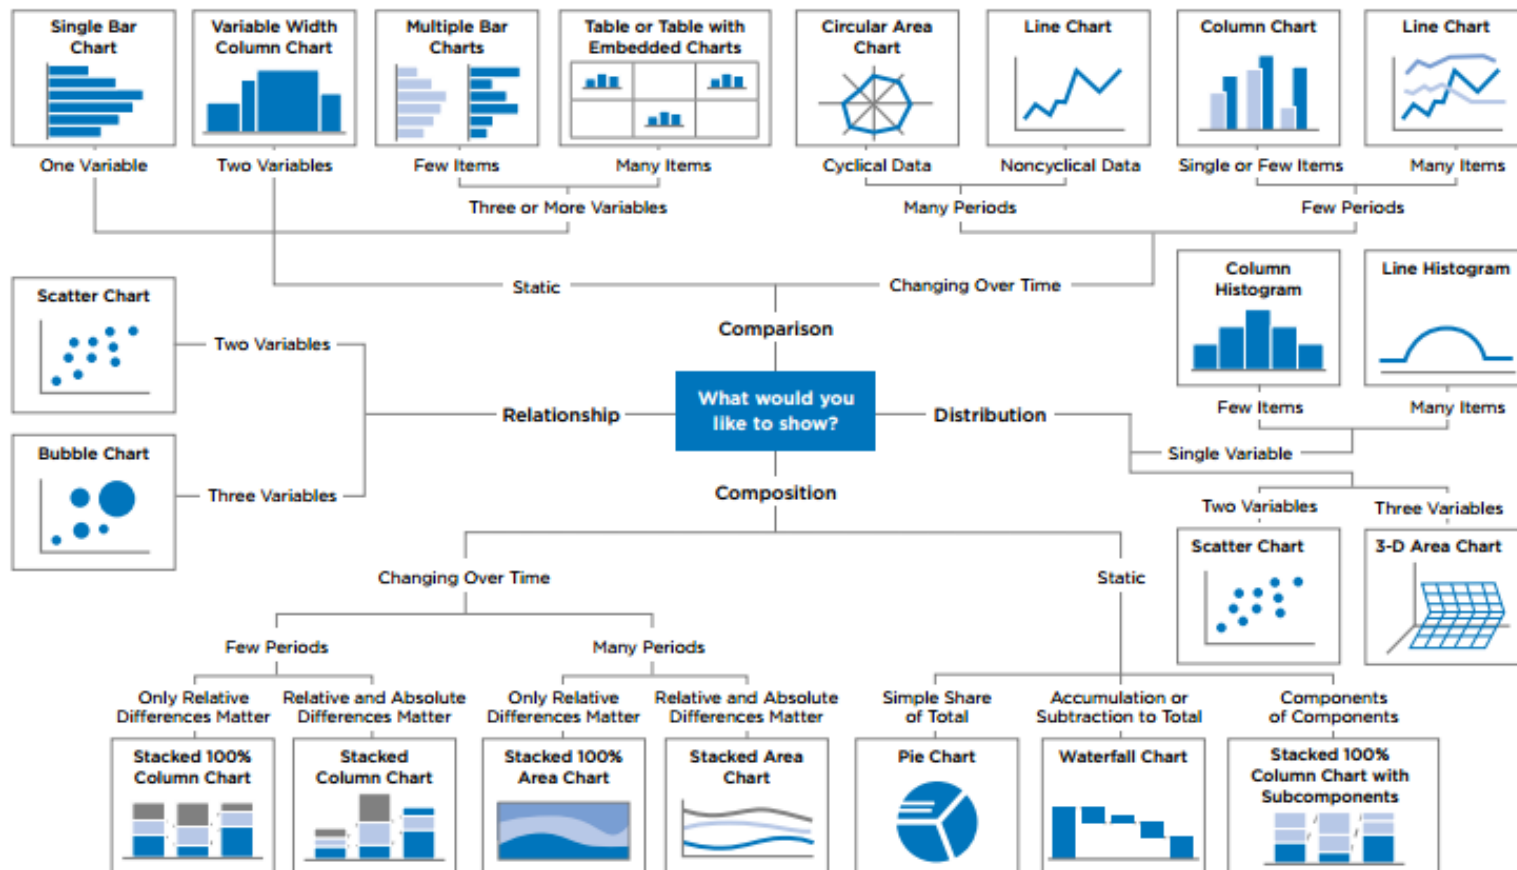 Single Bar
Chart
Variable Width
Column Chart
Multiple Bar
Charts
Table or Table with
Embedded Charts
Circular Area
Chart
Line Chart
Column Chart
Line Chart
One Variable
Two Variables
Few Items
Many Items
Cyclical Data
Noncyclical Data
Single or Few Items
Many Items
Three or More Variables
Many Periods
Few Periods
Static
Changing Over Time
Comparison
Column
Histogram
Line Histogram
Few Items
Many Items
Scatter Chart
Two Variables
Bubble Chart
Three Variables
Relationship
What would you
like to show?
Distribution
Single Variable
Two Variables
Three Variables
Scatter Chart
3-D Area Chart
Composition
Changing Over Time
Static
Few Periods
Many Periods
Only Relative
Differences Matter
Relative and Absolute
Differences Matter
Only Relative
Differences Matter
Relative and Absolute
Differences Matter
Simple Share
of Total
Accumulation or
Subtraction to Total
Components
of Components
Stacked 100%
Column Chart
Stacked
Column Chart
Stacked 100%
Area Chart
Stacked Area
Chart
Pie Chart
Waterfall Chart
Stacked 100%
Column Chart with
Subcomponents